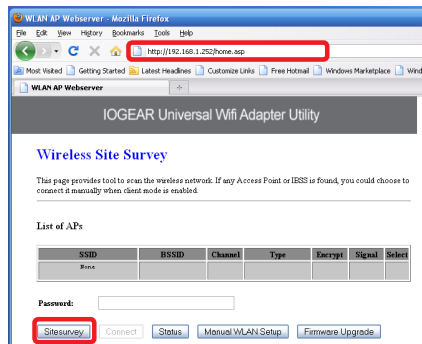 WLAN AP Webserver - Mozilla Firefox
File Edit View History Bookmarks Tools Help
http://192.168.1.252/home.asp
Most Visited Getting Started Latest Headlines Customize Links Free Hotmail Windows Marketplace Wind
WLAN AP Webserver
IOGEAR Universal Wifi Adapter Utility
Wireless Site Survey
This page provides tool to scan the wireless network. If any Access Point or IBSS is found, you could choose to
connect it manually when client mode is enabled.
List of APs
SSID BSSID Channel Type Encrypt Signal Select
None
Password:
Sitesurvey Connect Status Manual WLAN Setup Firmware Upgrade